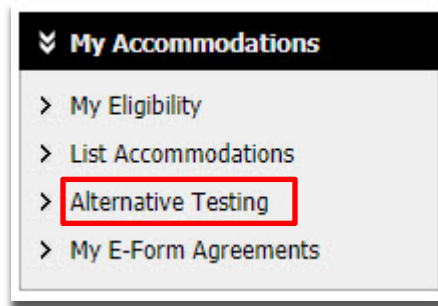 My Accommodations
My Eligibility
List Accommodations
Alternative Testing
My E-Form Agreements